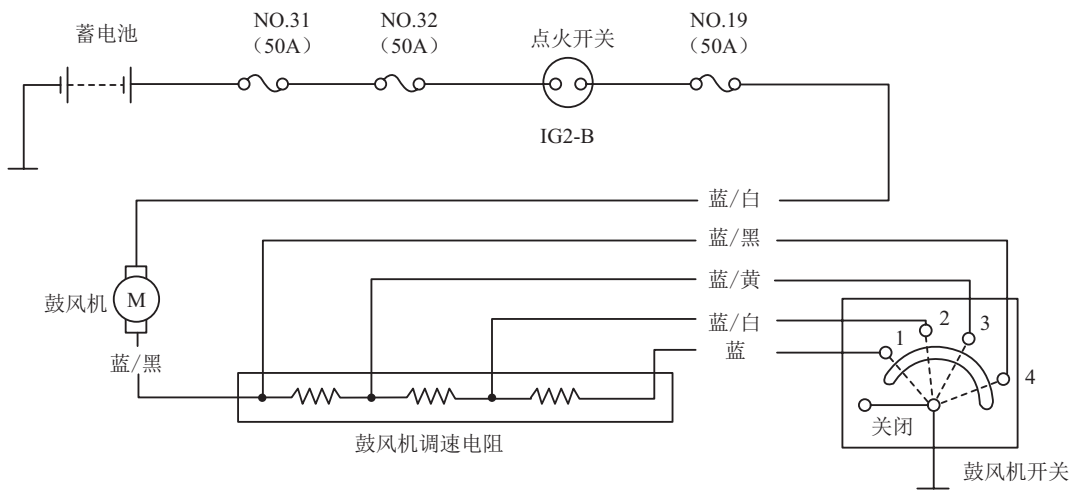 蓄电池
NO.31
（50A）
NO.32
（50A）
点火开关
IG2-B
NO.19
（50A）
蓝/白
蓝/黑
蓝/黄
蓝/白
蓝
鼓风机
M
蓝/黑
鼓风机调速电阻
1
2
3
4
关闭
鼓风机开关